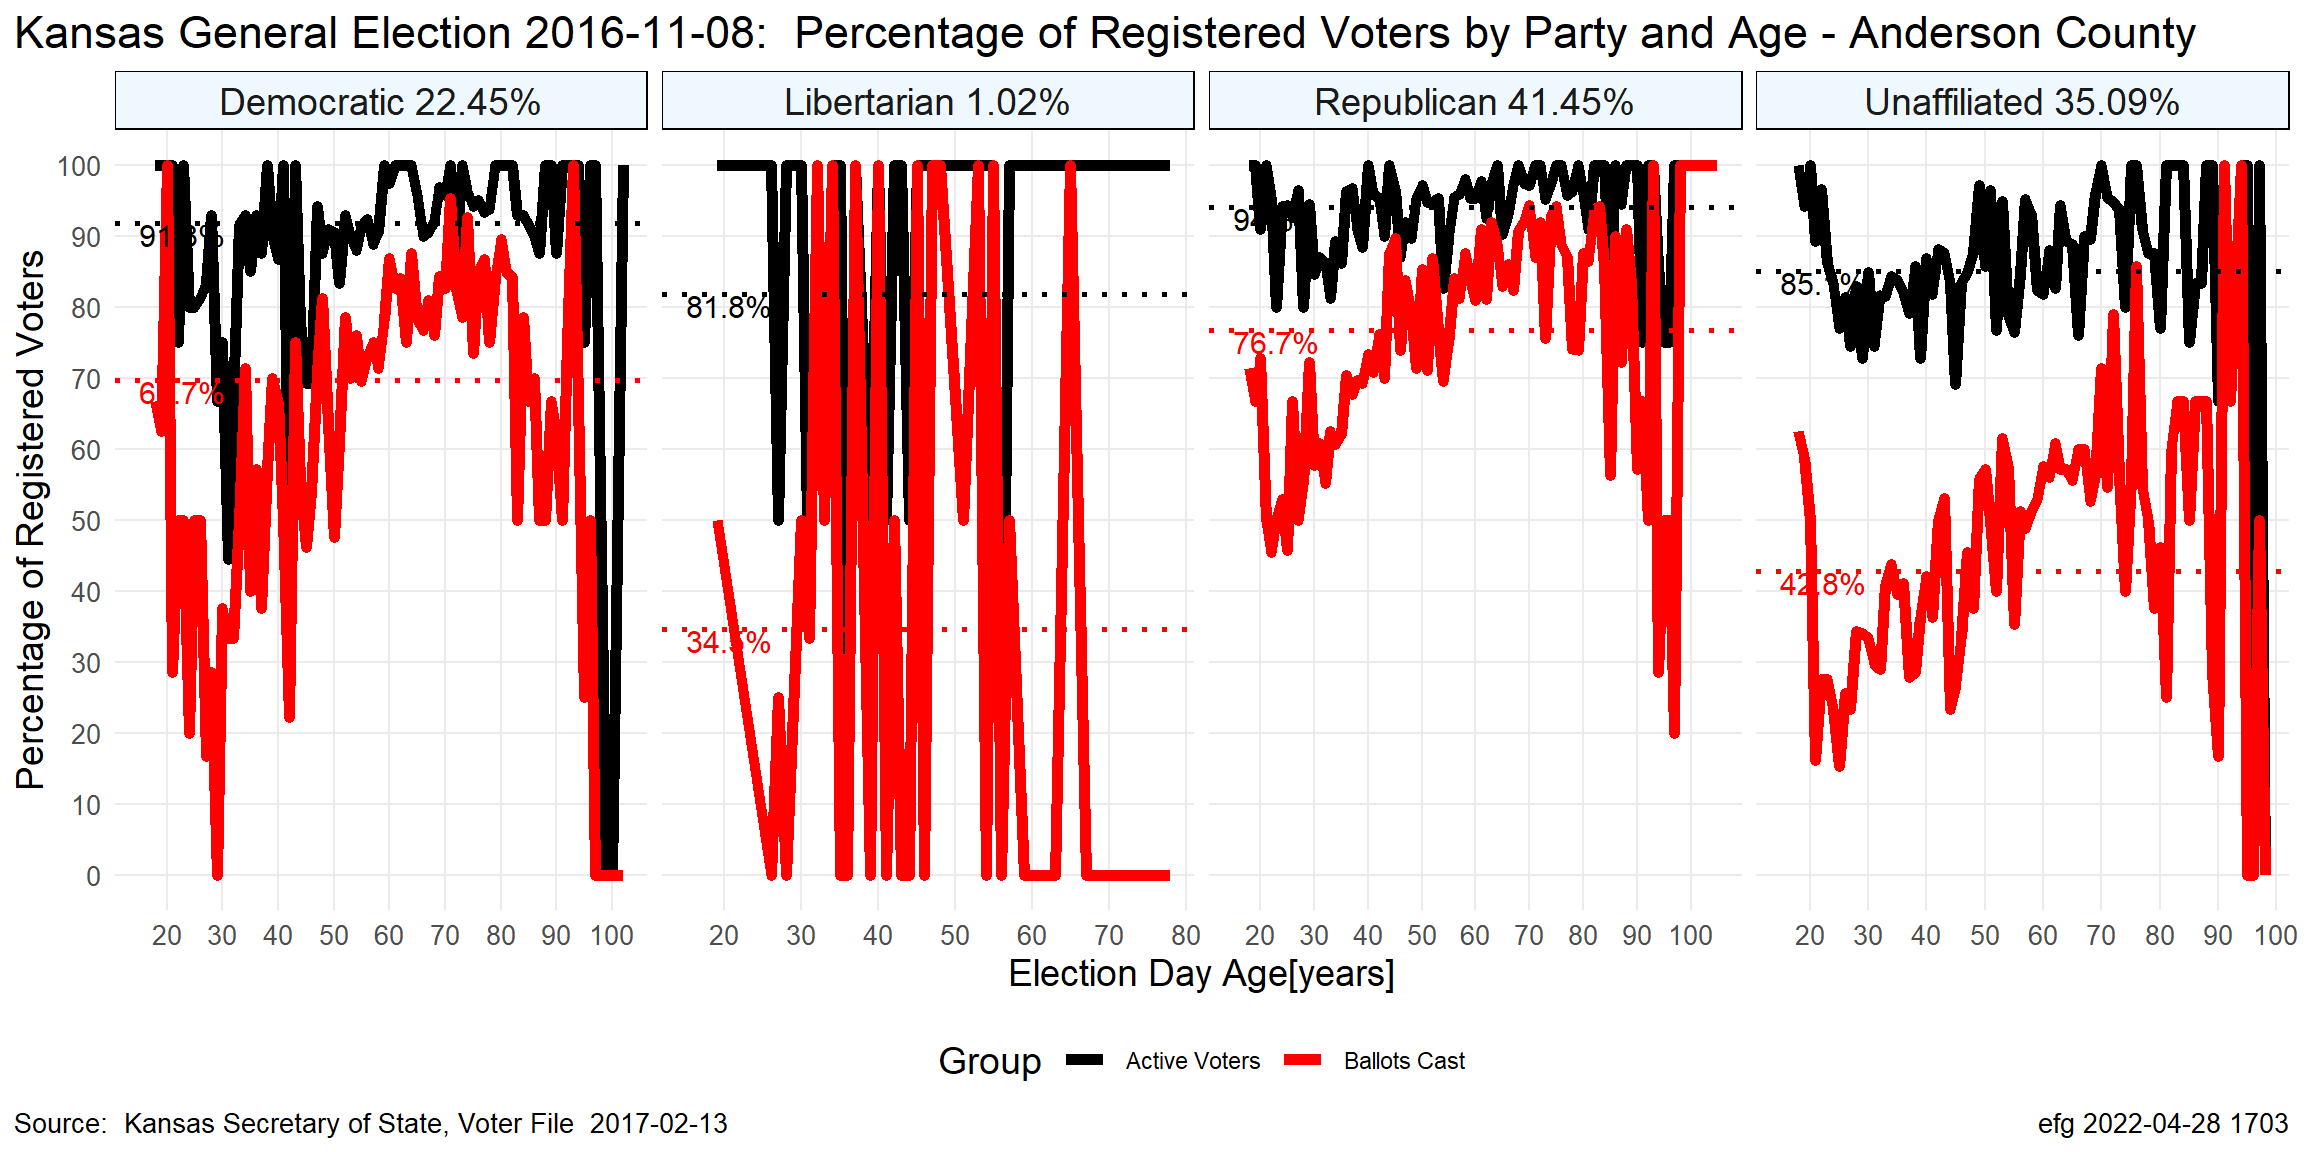 Kansas General Election 2016-11-08:  Percentage of Registered Voters by Party and Age - Anderson County
Democratic 22.45%
Libertarian 1.02%
Republican 41.45%
Unaffiliated 35.09%
Percentage of Registered Voters
100
90
80
70
60
50
40
30
20
10
0
81.8%
34.5%
76.7%
42.8%
20 30 40 50 60 70 80 90 100
20 30 40 50 60 70 80
20 30 40 50 60 70 80 90 100
20 30 40 50 60 70 80 90 100
Election Day Age[years]
Group Active Voters Ballots Cast
Source:  Kansas Secretary of State, Voter File  2017-02-13
efg 2022-04-28 1703